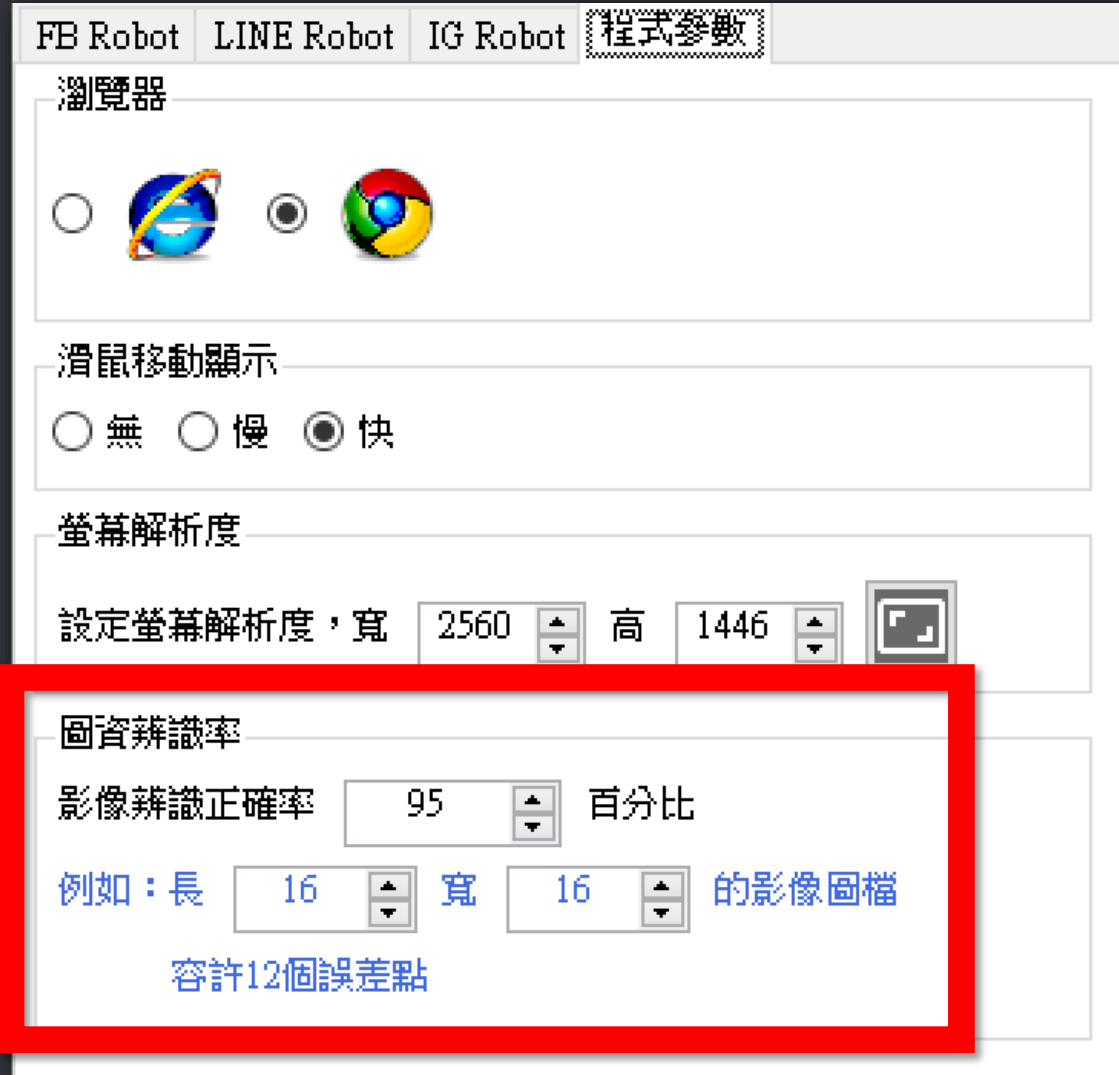 FB Robot LINE Robot IG Robot 程式參數
瀏覽器
滑鼠移動顯示
無 慢 快
螢幕解析度
設定螢幕解析度，寬 2560 高 1446
圖資辨識率
影像辨識正確率 95 百分比
例如：長 16 寬 16 的影像圖檔
容許12個誤差點